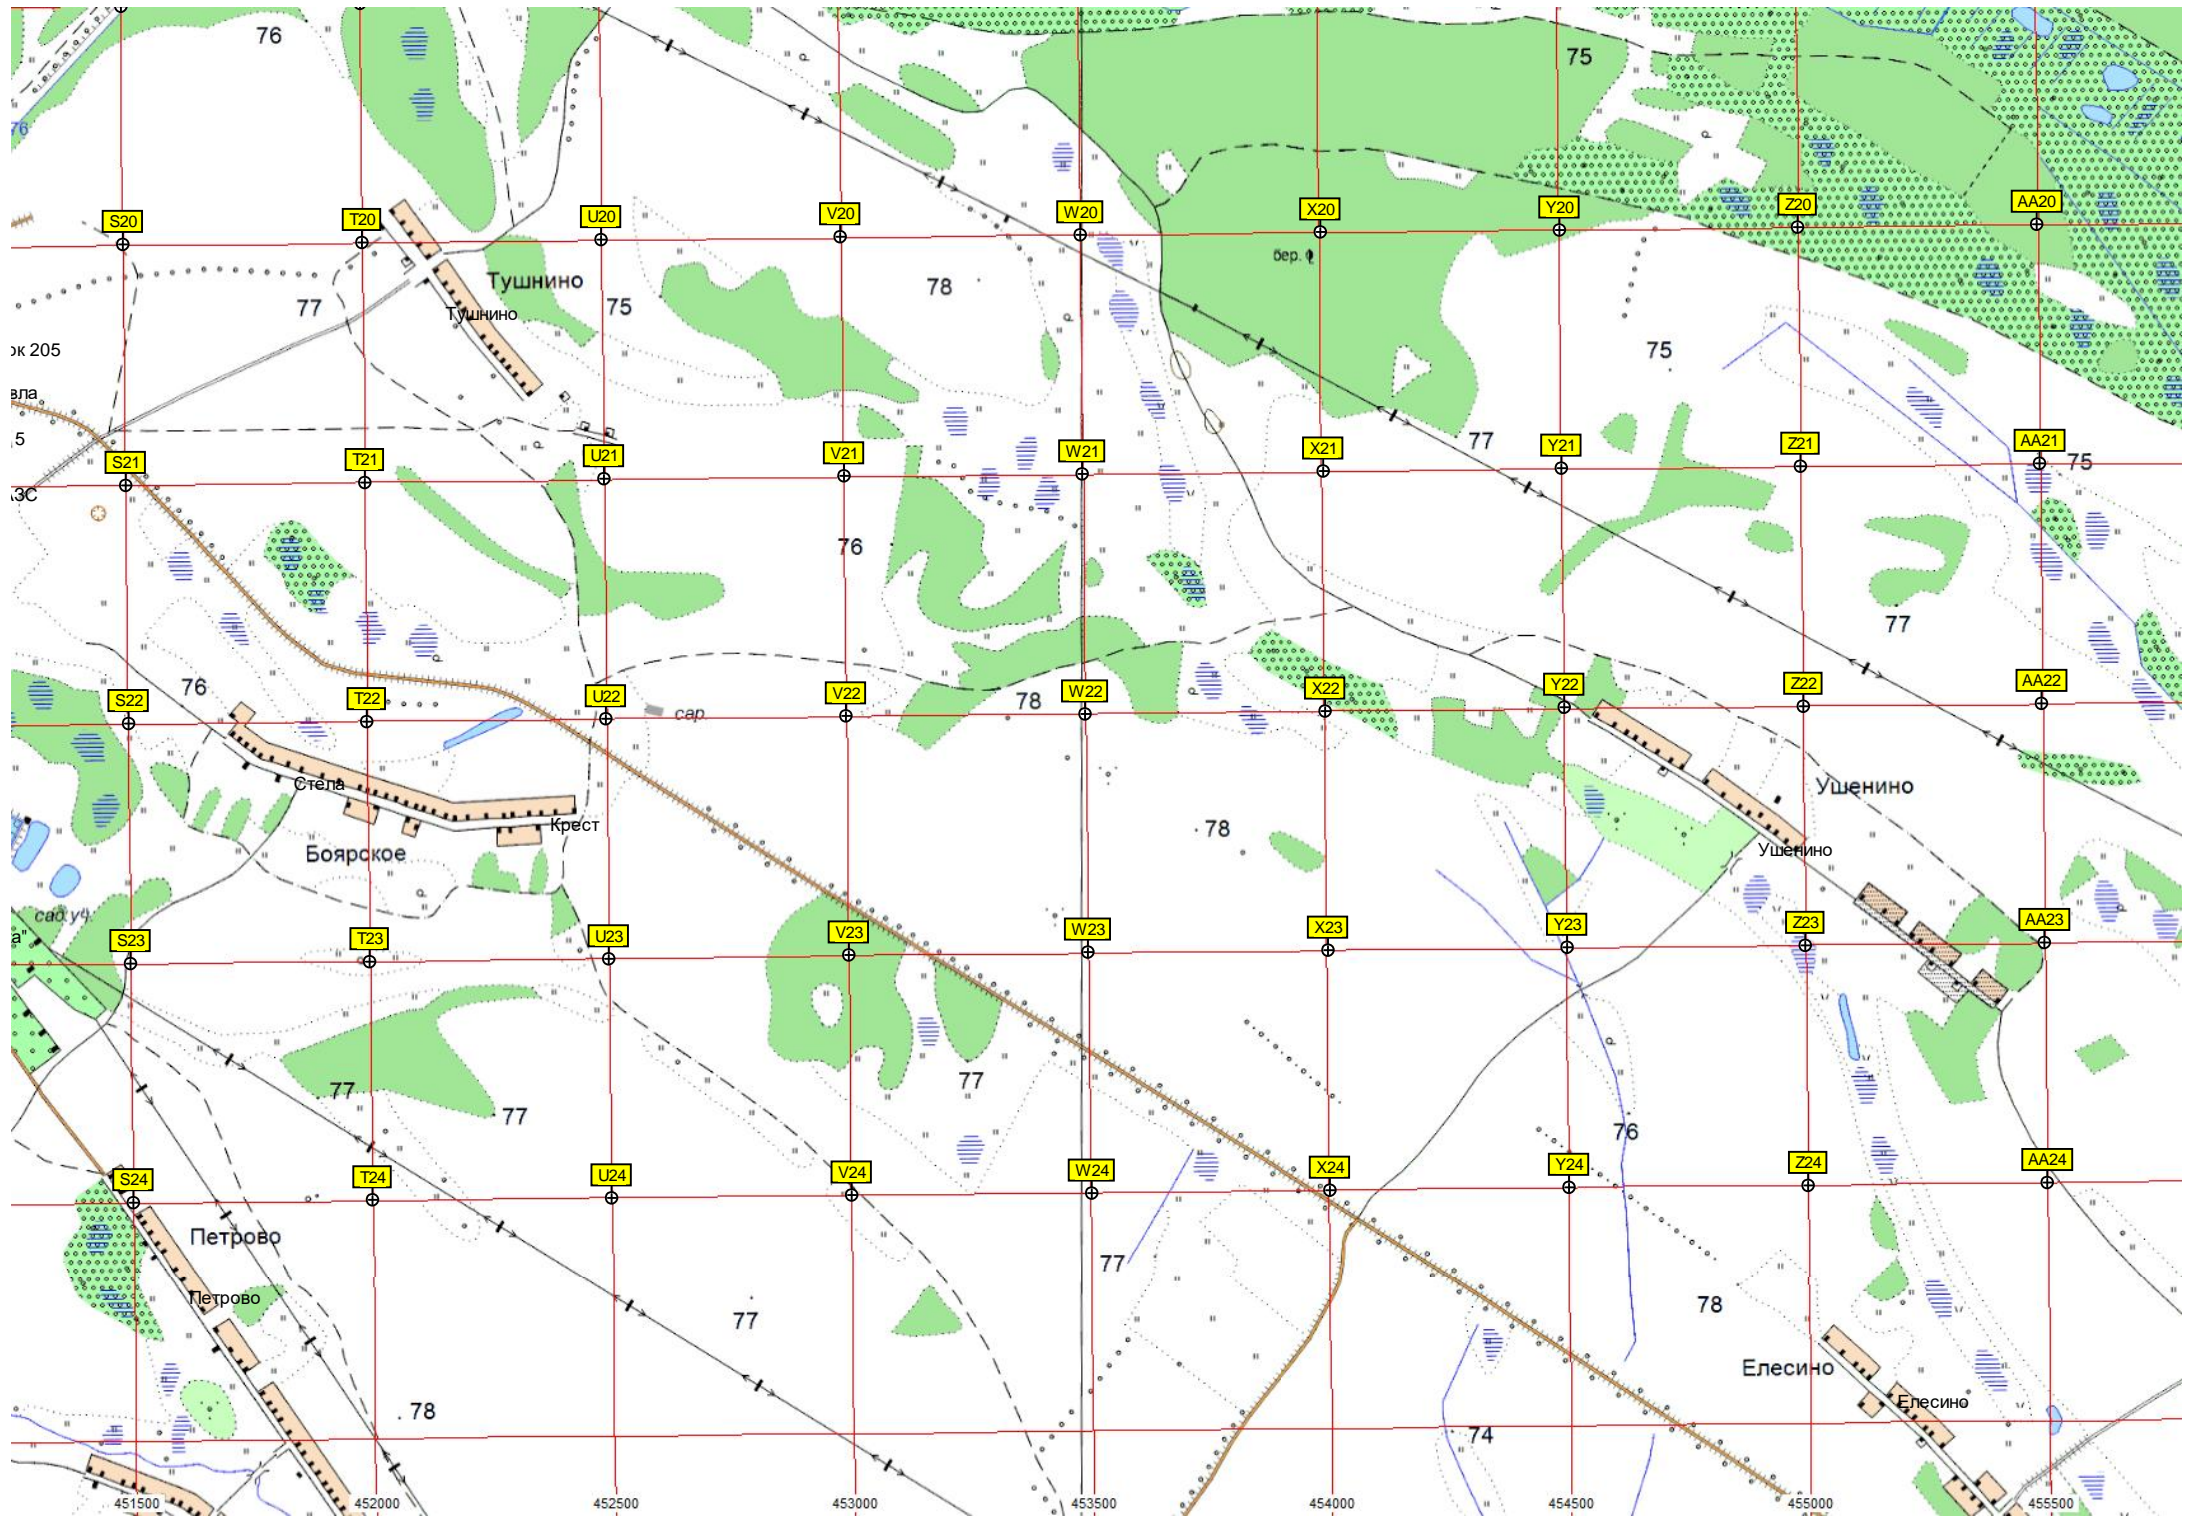 76
75
76
S20
T20
U20
V20
W20
X20
Y20
Z20
AA20
бер.
Тушнино
77
75
78
Тушнино
ок 205
75
вла
5
77
S21
T21
U21
V21
W21
X21
Y21
Z21
AA21
75
АЗС
76
77
76
S22
T22
U22
V22
W22
X22
Y22
Z22
AA22
78
сар.
Стела
Ушенино
Крест
78
Боярское
Ушенино
сад.уч.
а"
S23
T23
U23
V23
W23
X23
Y23
Z23
AA23
77
77
77
76
S24
T24
U24
V24
W24
X24
Y24
Z24
AA24
Петрово
77
Петрово
77
78
Елесино
Елесино
78
74
451500
452000
452500
453000
453500
454000
454500
455000
455500